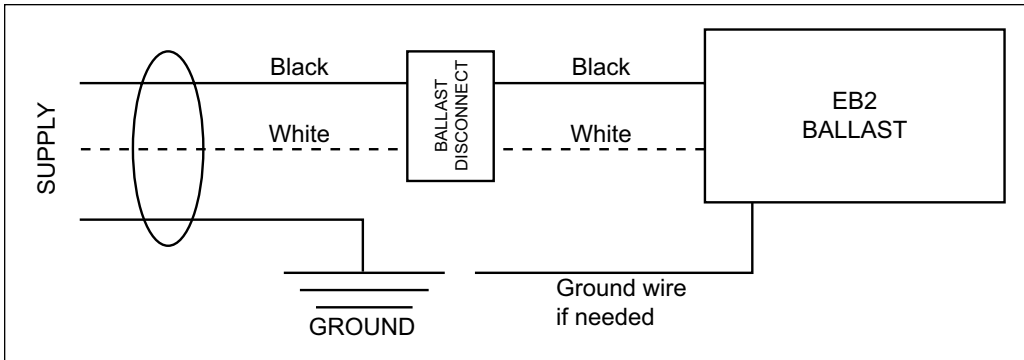 SUPPLY
Black
White
BALLAST
DISCONNECT
Black
White
EB2
BALLAST
GROUND
Ground wire
if needed